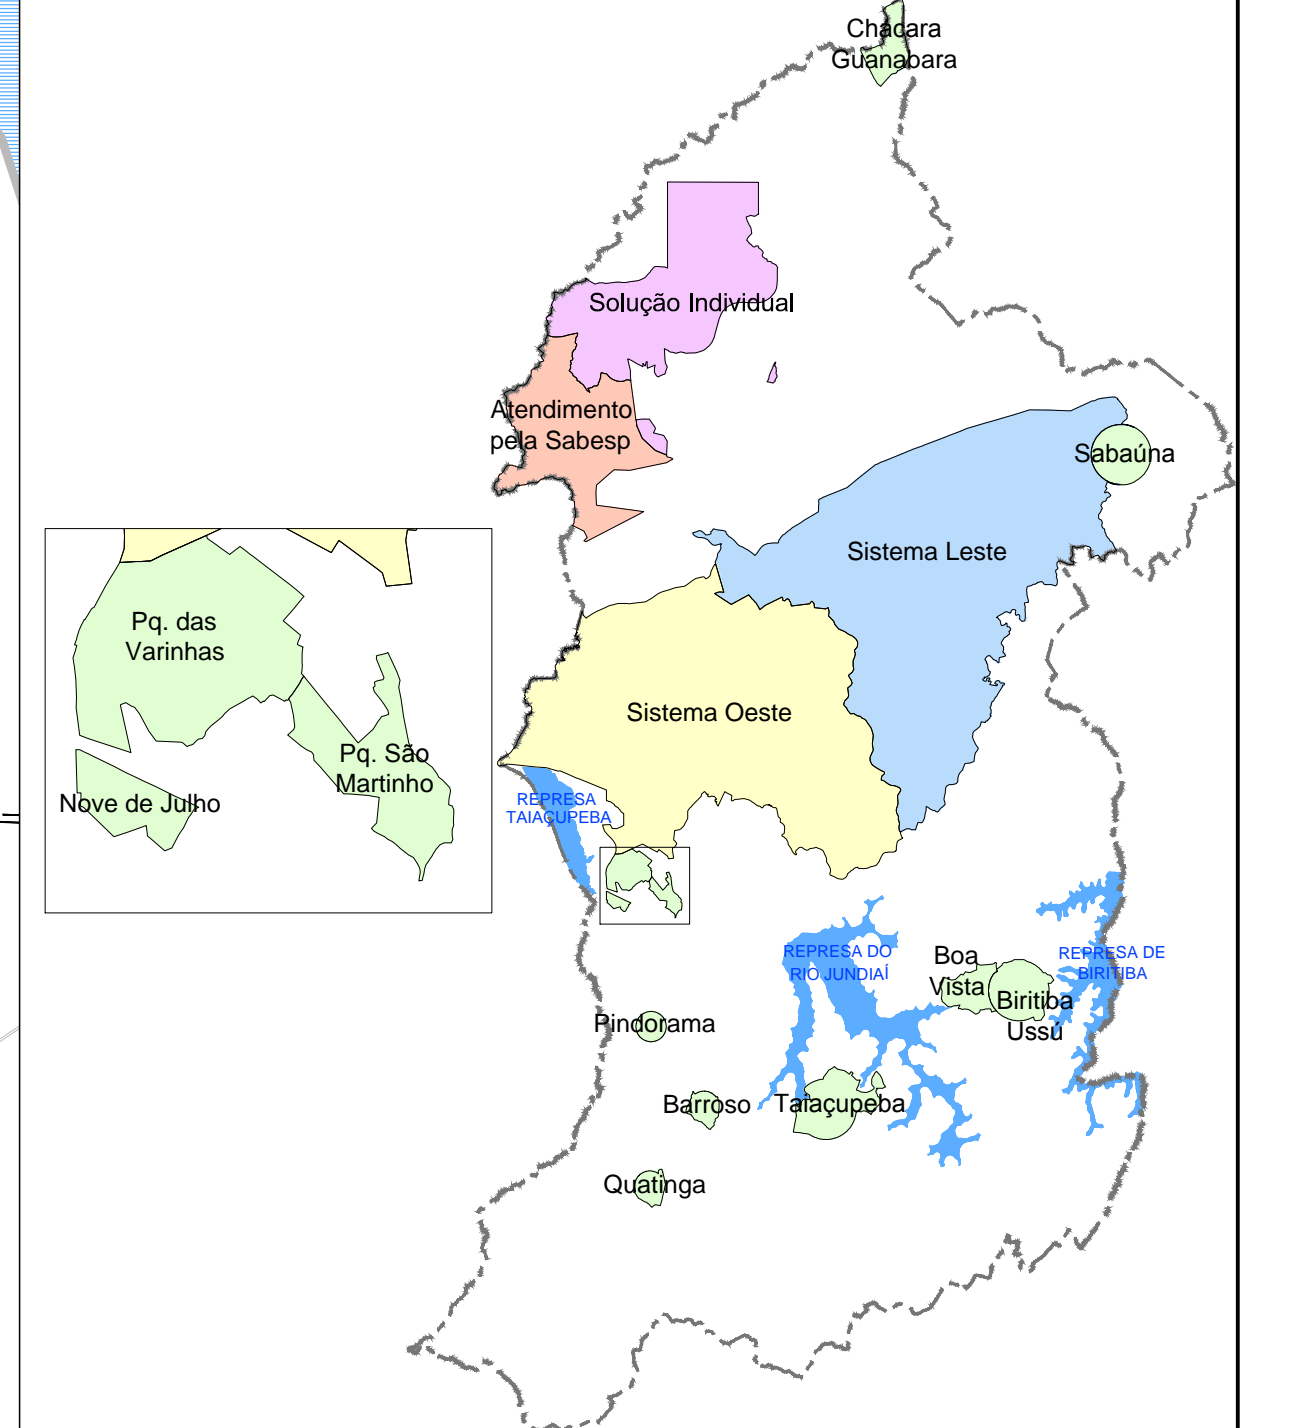 Chácara
Guanabara
Solução Individual
Atendimento
pela Sabesp
Sabaúna
Sistema Leste
Pq. das
Varinhas
Sistema Oeste
Pq. São
Martinho
Nove de Julho
REPRESA
TAIAÇUPEBA
REPRESA DO
RIO JUNDIAÍ
Boa
Vista
REPRESA DE
BIRITIBA
Biritiba
Ussú
Pindorama
Barroso
Taiaçupeba
Quatinga